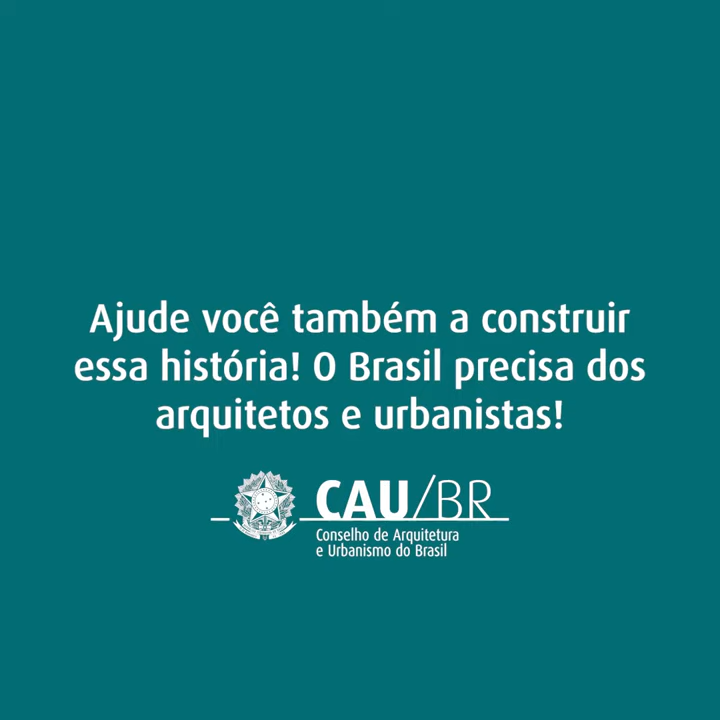 Ajude você também a construir
essa história! O Brasil precisa dos
arquitetos e urbanistas!
CAU/BR
Conselho de Arquitetura
e Urbanismo do Brasil